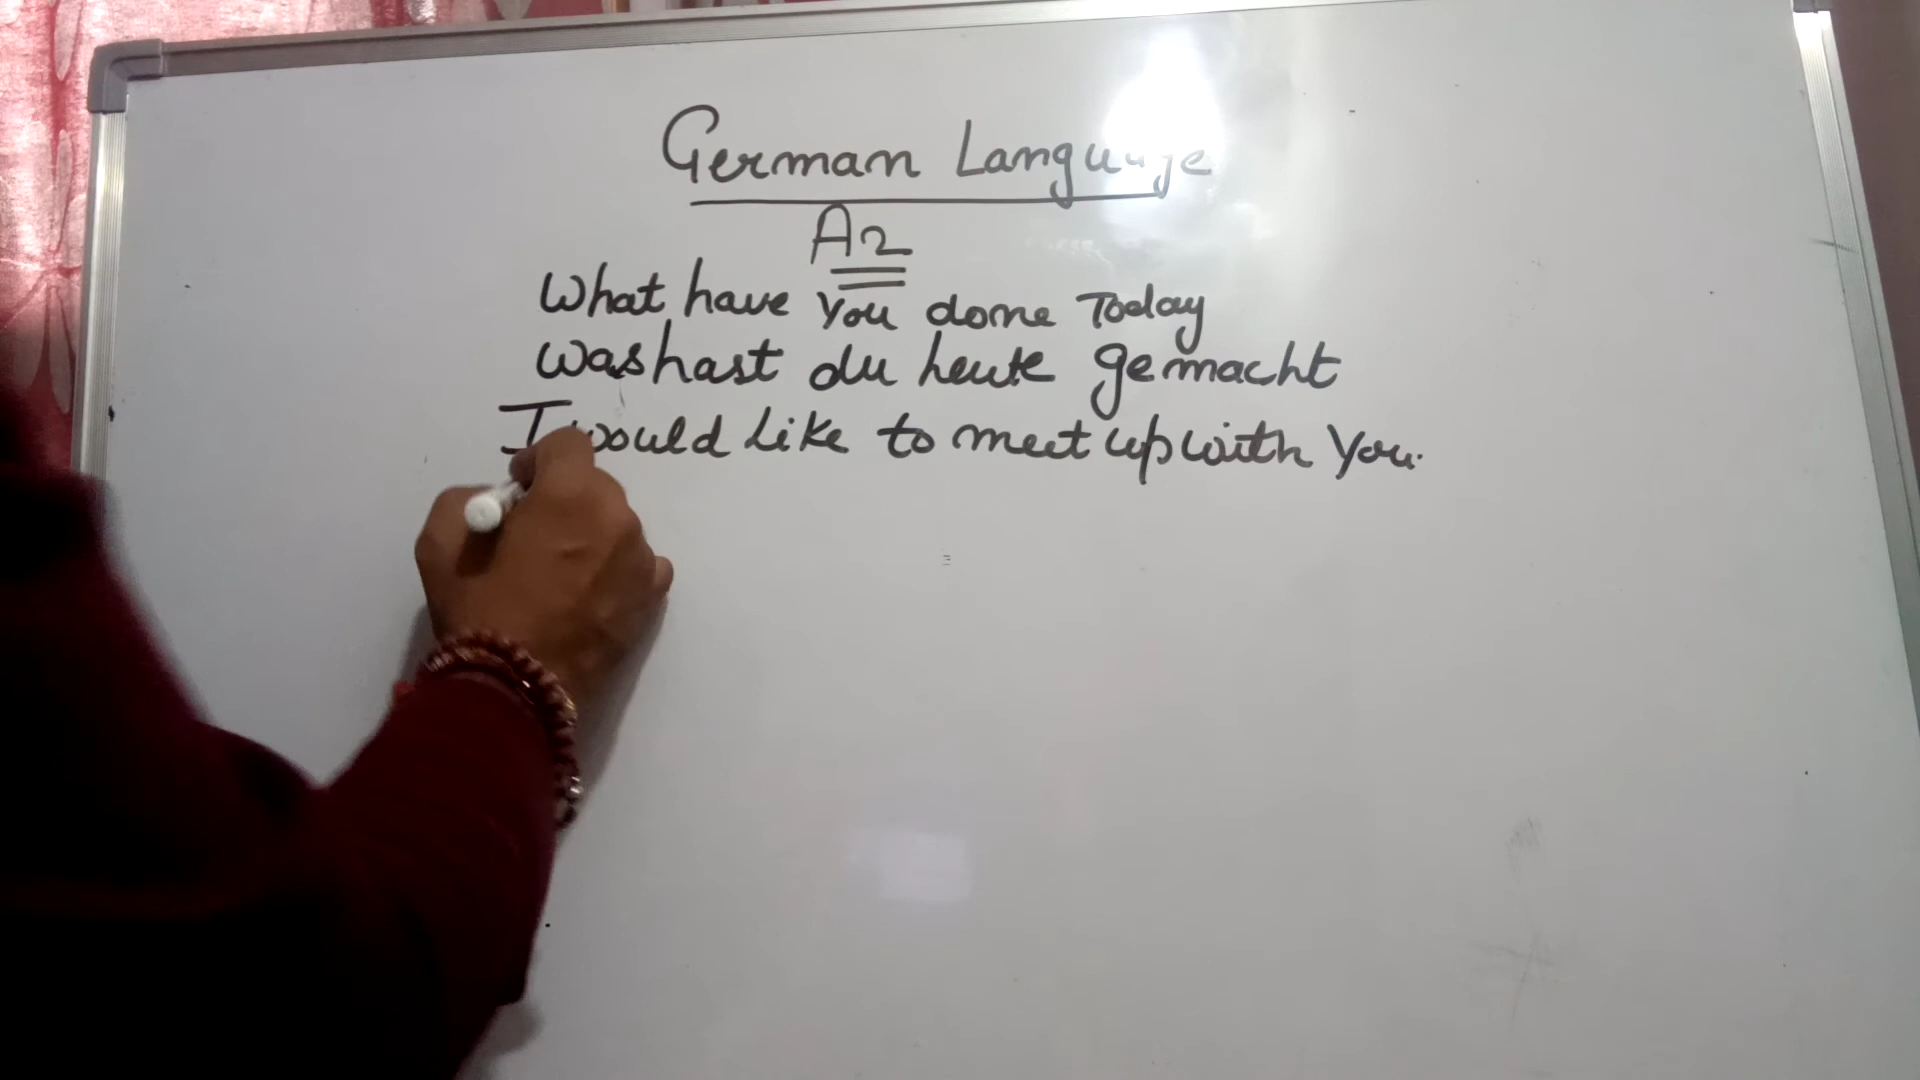 German Language
A2
What have You done Today
Was hast du heute gemacht
I would Like to meet up with You.